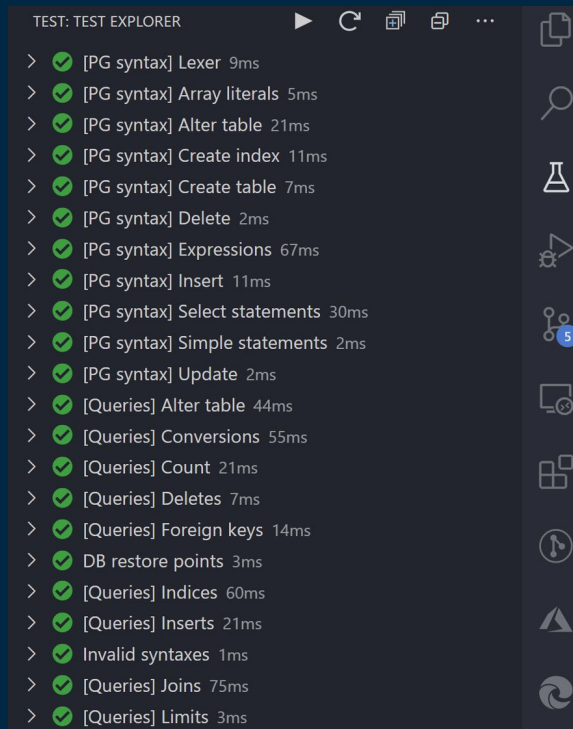 TEST: TEST EXPLORER
[PG syntax] Lexer 9ms
[PG syntax] Array literals 5ms
[PG syntax] Alter table 21ms
[PG syntax] Create index 11ms
[PG syntax] Create table 7ms
[PG syntax] Delete 2ms
[PG syntax] Expressions 67ms
[PG syntax] Insert 11ms
[PG syntax] Select statements 30ms
[PG syntax] Simple statements 2ms
[PG syntax] Update 2ms
5
[Queries] Alter table 44ms
[Queries] Conversions 55ms
[Queries] Count 21ms
[Queries] Deletes 7ms
[Queries] Foreign keys 14ms
DB restore points 3ms
[Queries] Indices 60ms
[Queries] Inserts 21ms
Invalid syntaxes 1ms
[Queries] Joins 75ms
[Queries] Limits 3ms